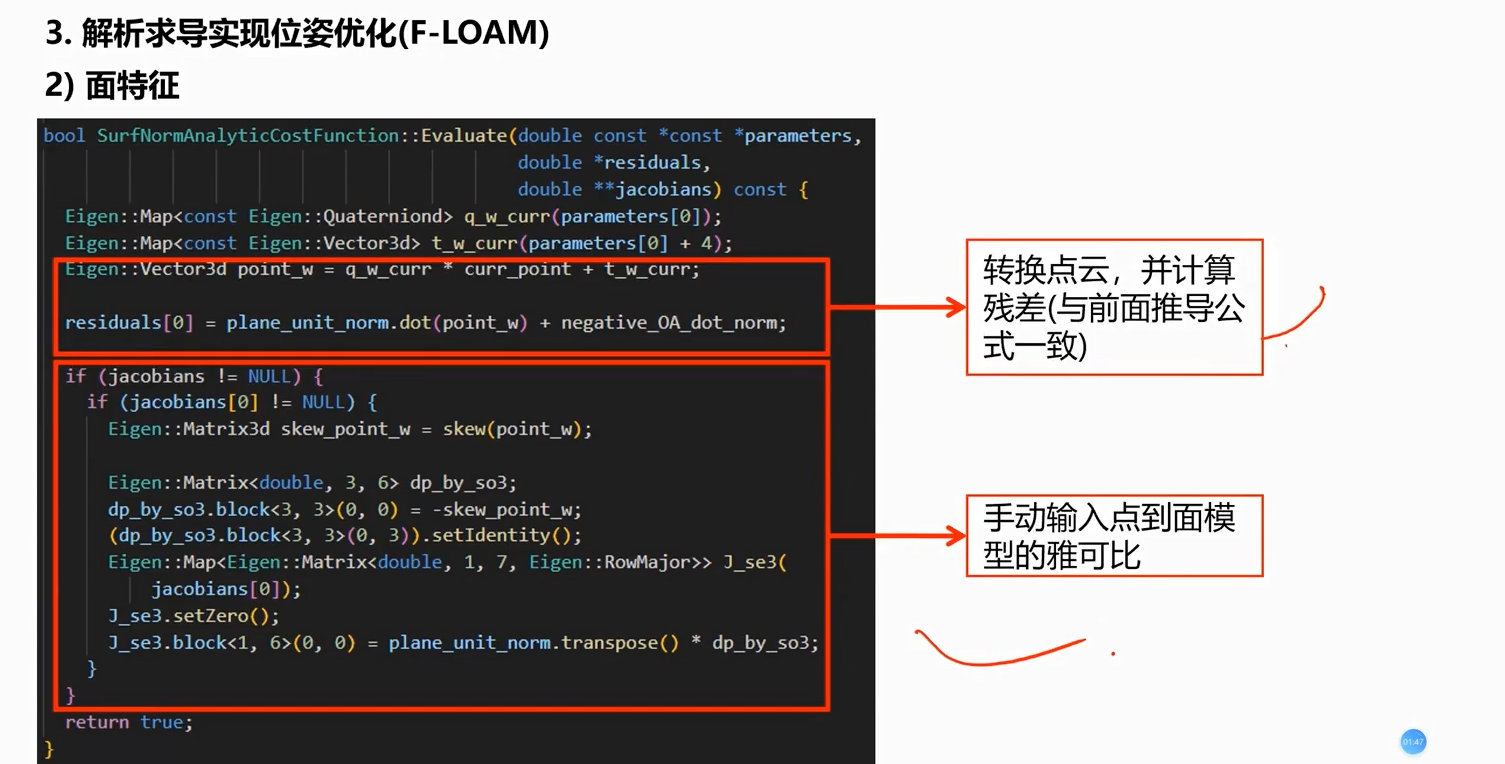 3. 解析求导实现位姿优化(F-LOAM)
2) 面特征
bool SurfNormAnalyticCostFunction::Evaluate(double const *const *parameters,
double *residuals,
double **jacobians) const {
Eigen::Map<const Eigen::Quaterniond> q_w_curr(parameters[0]);
Eigen::Map<const Eigen::Vector3d> t_w_curr(parameters[0] + 4);
Eigen::Vector3d point_w = q_w_curr * curr_point + t_w_curr;
residuals[0] = plane_unit_norm.dot(point_w) + negative_OA_dot_norm;
if (jacobians != NULL) {
if (jacobians[0] != NULL) {
Eigen::Matrix3d skew_point_w = skew(point_w);
Eigen::Matrix<double, 3, 6> dp_by_so3;
dp_by_so3.block<3, 3>(0, 0) = -skew_point_w;
(dp_by_so3.block<3, 3>(0, 3)).setIdentity();
Eigen::Map<Eigen::Matrix<double, 1, 7, Eigen::RowMajor>> J_se3(
jacobians[0]);
J_se3.setZero();
J_se3.block<1, 6>(0, 0) = plane_unit_norm.transpose() * dp_by_so3;
}
}
return true;
}
转换点云，并计算
残差(与前面推导公
式一致)
手动输入点到面模
型的雅可比
01:47